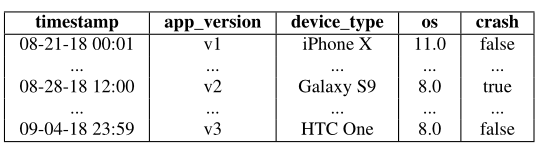 timestamp app_version device_type os crash
08-21-18 00:01 v1 iPhone X 11.0 false
... ... ... ... ...
08-28-18 12:00 v2 Galaxy S9 8.0 true
... ... ... ... ...
09-04-18 23:59 v3 HTC One 8.0 false